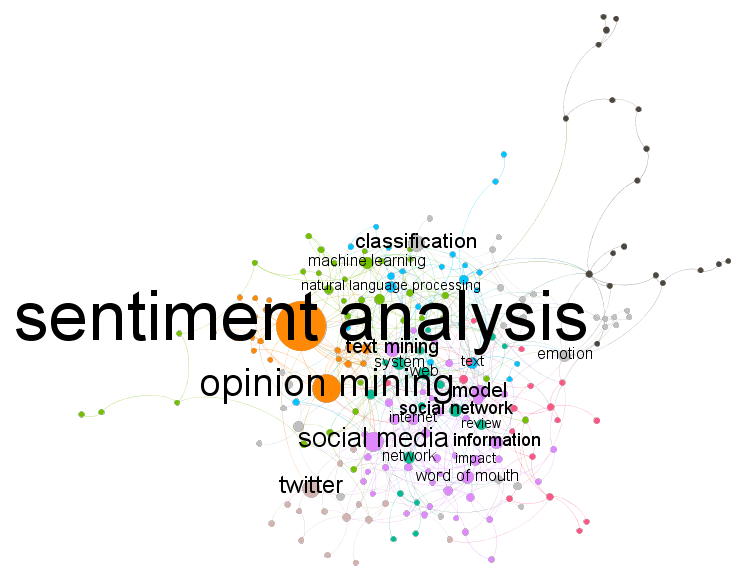 classification
machine learning
natural language processing
sentiment analysis
text mining
emotion
system
text
web
opinion mining
model
social network
internet
review
social media
information
network
impact
word of mouth
twitter